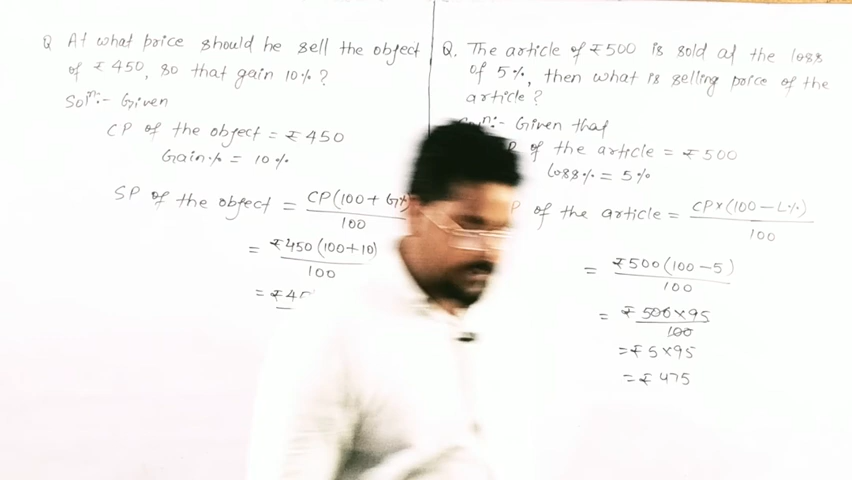 Q At what price should he sell the object
of ₹450, so that gain 10%?
Solⁿ:- Given
CP of the object = ₹450
Gain% = 10%
SP of the object = CP(100+G%
100
= ₹450(100+10)
100
= ₹45
Q. The article of ₹500 is sold at the loss
of 5%, then what is selling price of the
article?
ⁿ:- Given that
P of the article = ₹500
Loss% = 5%
P of the article = CP×(100-L%)
100
= ₹500(100-5)
100
= ₹500×95
100
= ₹5×95
= ₹475